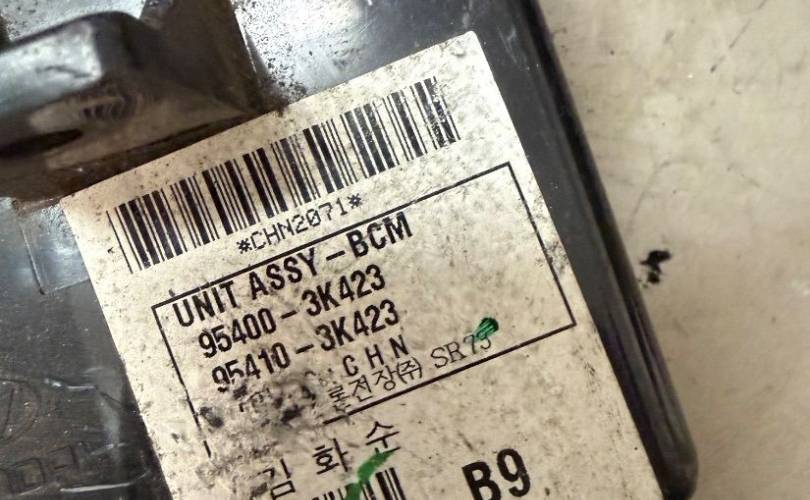 *CHN2071*
UNIT ASSY-BCM
95400-3K423
95410-3K423
CHN
SR75
김화수
B9